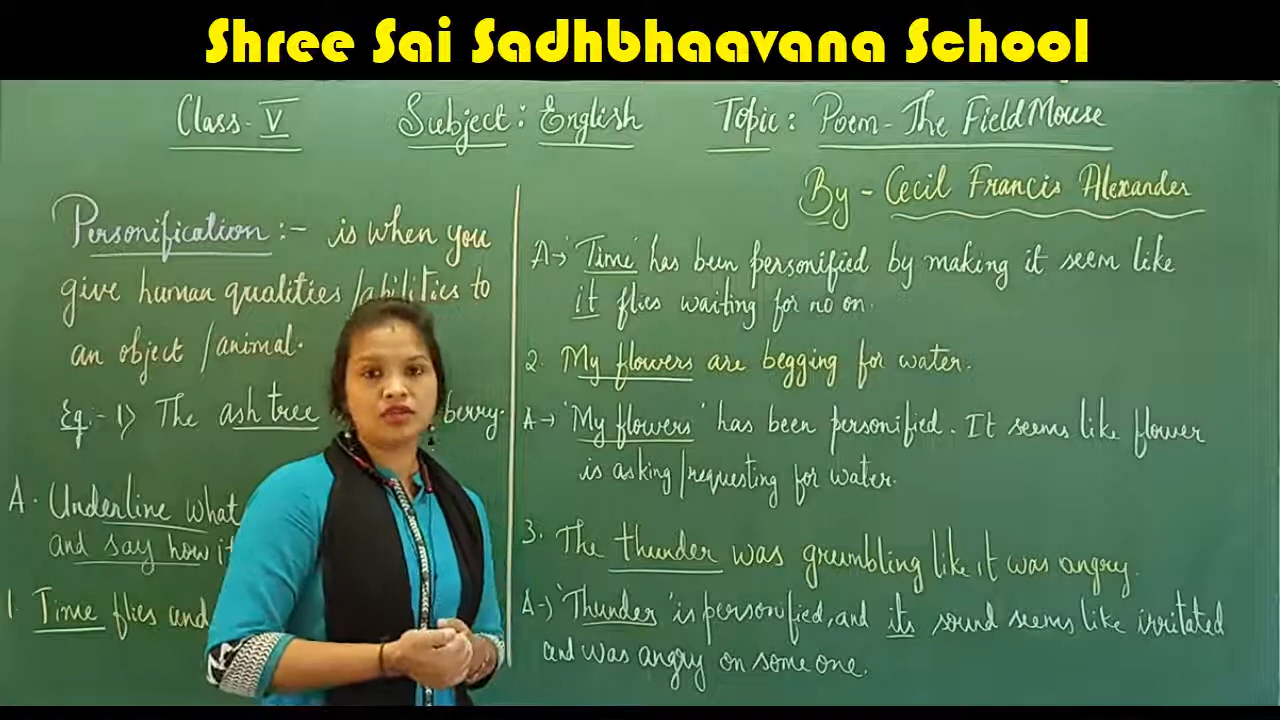 Shree Sai Sadhbhaavana School
Class - V Subject : English Topic : Poem - The Field Mouse
By - Cecil Francis Alexander
Personification :- is when you
give human qualities /abilities to
an object /animal.
Eg :- 1) The ash tree berry.
A. Underline what
and say how it
1. Time flies and
A → 'Time' has been personified by making it seem like
it flies waiting for no on.
2. My flowers are begging for water.
A → 'My flowers' has been personified. It seems like flower
is asking/requesting for water.
3. The thunder was grumbling like it was angry.
A → 'Thunder' is personified, and its sound seems like irritated
and was angry on some one.